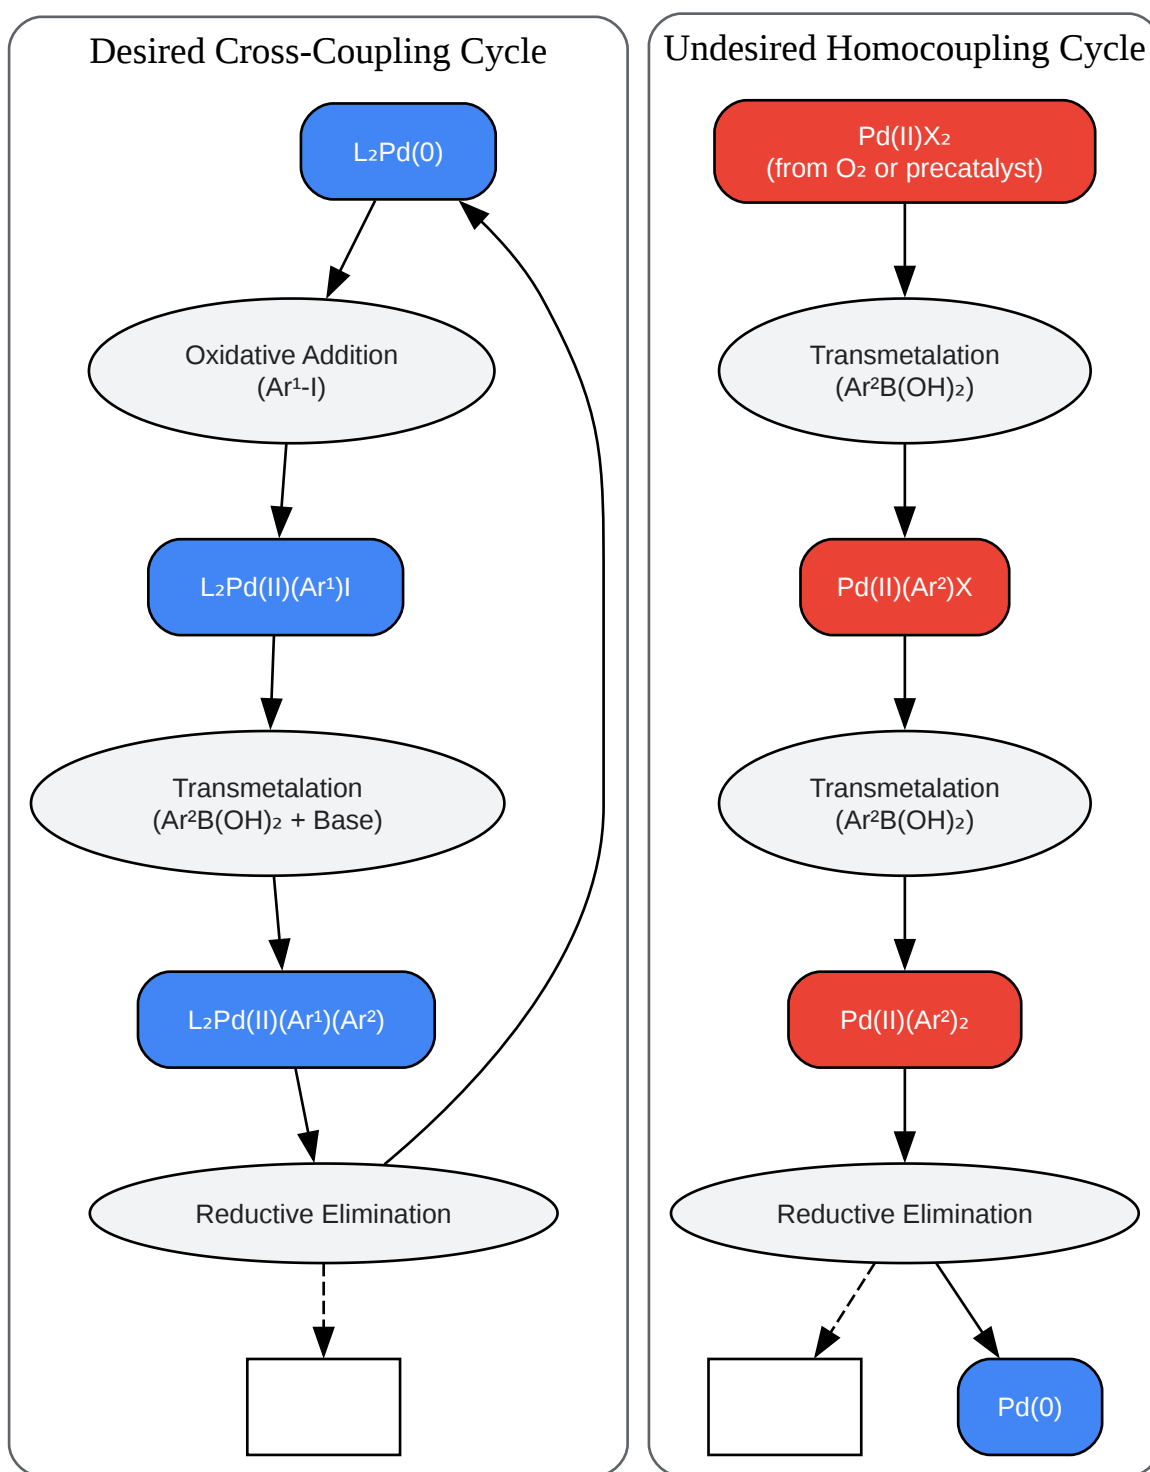 Desired Cross-Coupling Cycle
L₂Pd(0)
Oxidative Addition
(Ar¹-I)
L₂Pd(II)(Ar¹)I
Transmetalation
(Ar²B(OH)₂ + Base)
L₂Pd(II)(Ar¹)(Ar²)
Reductive Elimination
Undesired Homocoupling Cycle
Pd(II)X₂
(from O₂ or precatalyst)
Transmetalation
(Ar²B(OH)₂)
Pd(II)(Ar²)X
Transmetalation
(Ar²B(OH)₂)
Pd(II)(Ar²)₂
Reductive Elimination
Pd(0)